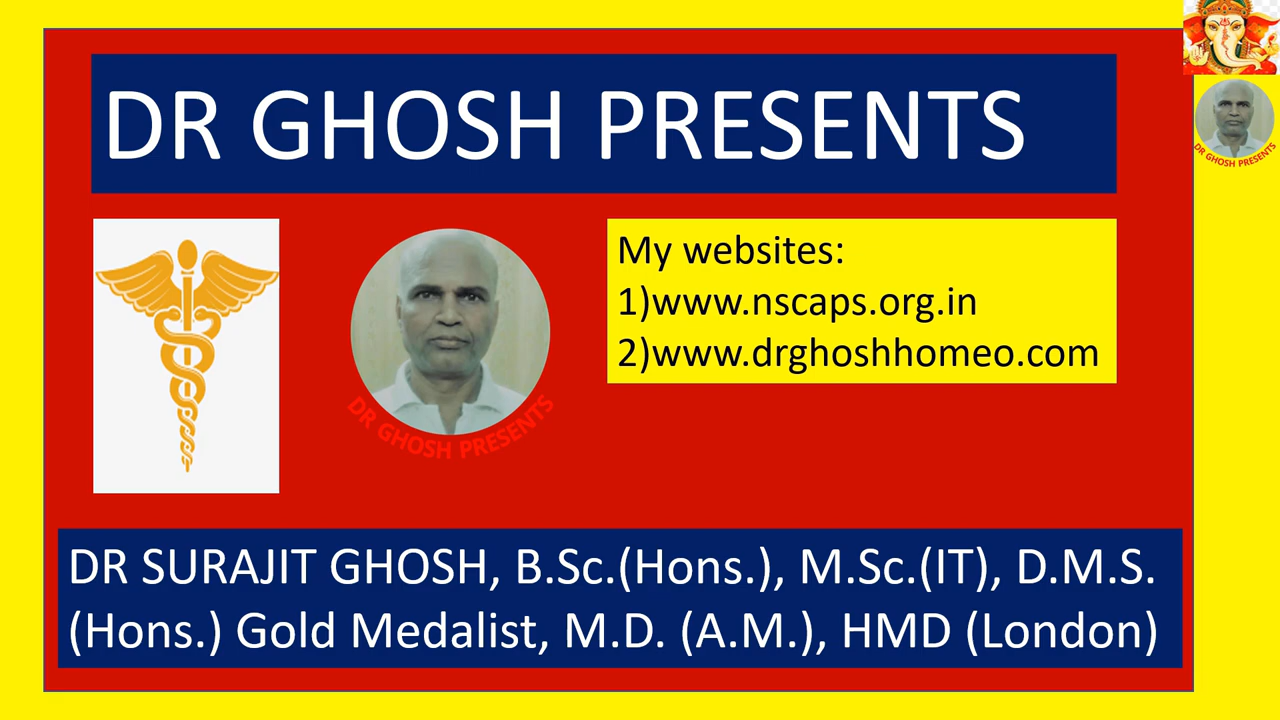 DR GHOSH PRESENTS
DR GHOSH PRESENTS
My websites:
1)www.nscaps.org.in
2)www.drghoshhomeo.com
DR GHOSH PRESENTS
DR SURAJIT GHOSH, B.Sc.(Hons.), M.Sc.(IT), D.M.S.
(Hons.) Gold Medalist, M.D. (A.M.), HMD (London)